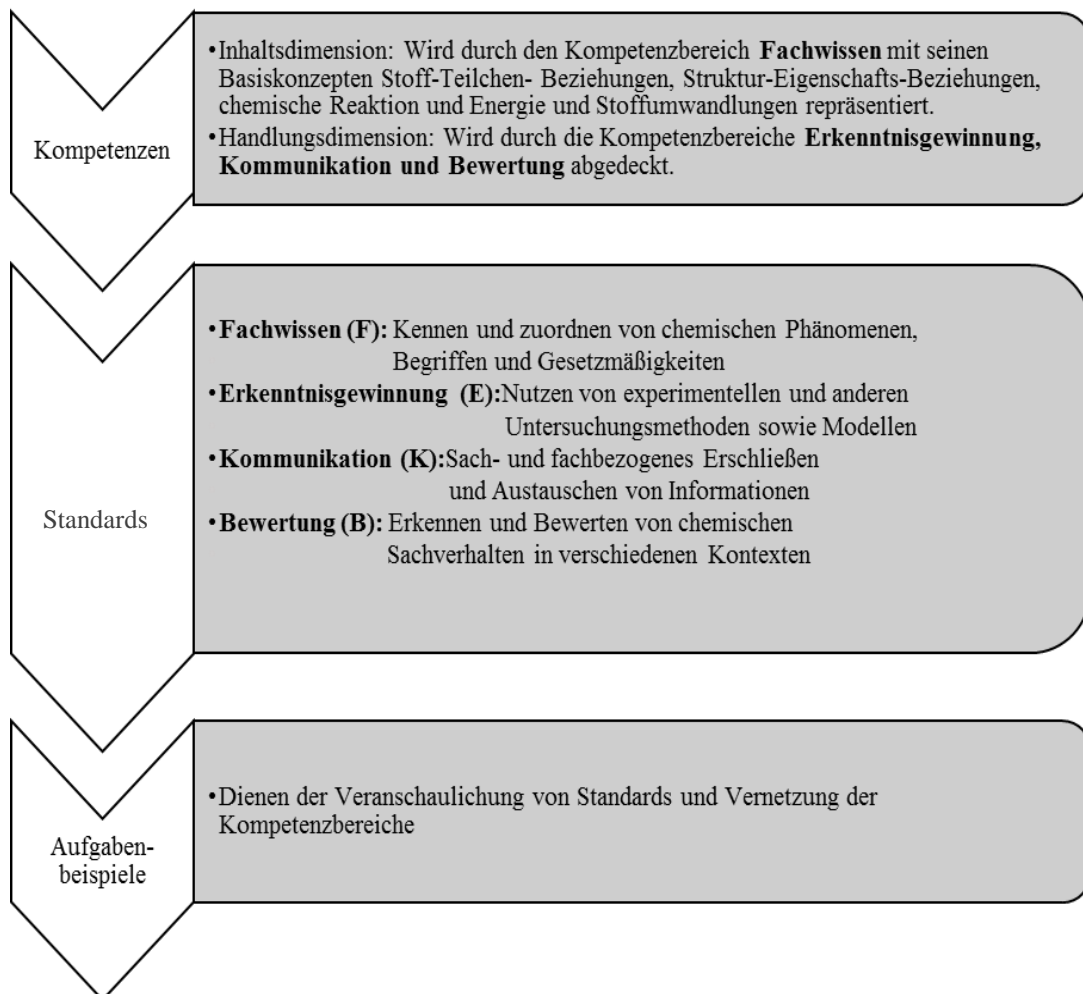 Kompetenzen
•Inhaltsdimension: Wird durch den Kompetenzbereich Fachwissen mit seinen
Basiskonzepten Stoff-Teilchen- Beziehungen, Struktur-Eigenschafts-Beziehungen,
chemische Reaktion und Energie und Stoffumwandlungen repräsentiert.
•Handlungsdimension: Wird durch die Kompetenzbereiche Erkenntnisgewinnung,
Kommunikation und Bewertung abgedeckt.
Standards
•Fachwissen (F): Kennen und zuordnen von chemischen Phänomenen,
Begriffen und Gesetzmäßigkeiten
•Erkenntnisgewinnung (E):Nutzen von experimentellen und anderen
Untersuchungsmethoden sowie Modellen
•Kommunikation (K):Sach- und fachbezogenes Erschließen
und Austauschen von Informationen
•Bewertung (B): Erkennen und Bewerten von chemischen
Sachverhalten in verschiedenen Kontexten
Aufgaben-
beispiele
•Dienen der Veranschaulichung von Standards und Vernetzung der
Kompetenzbereiche